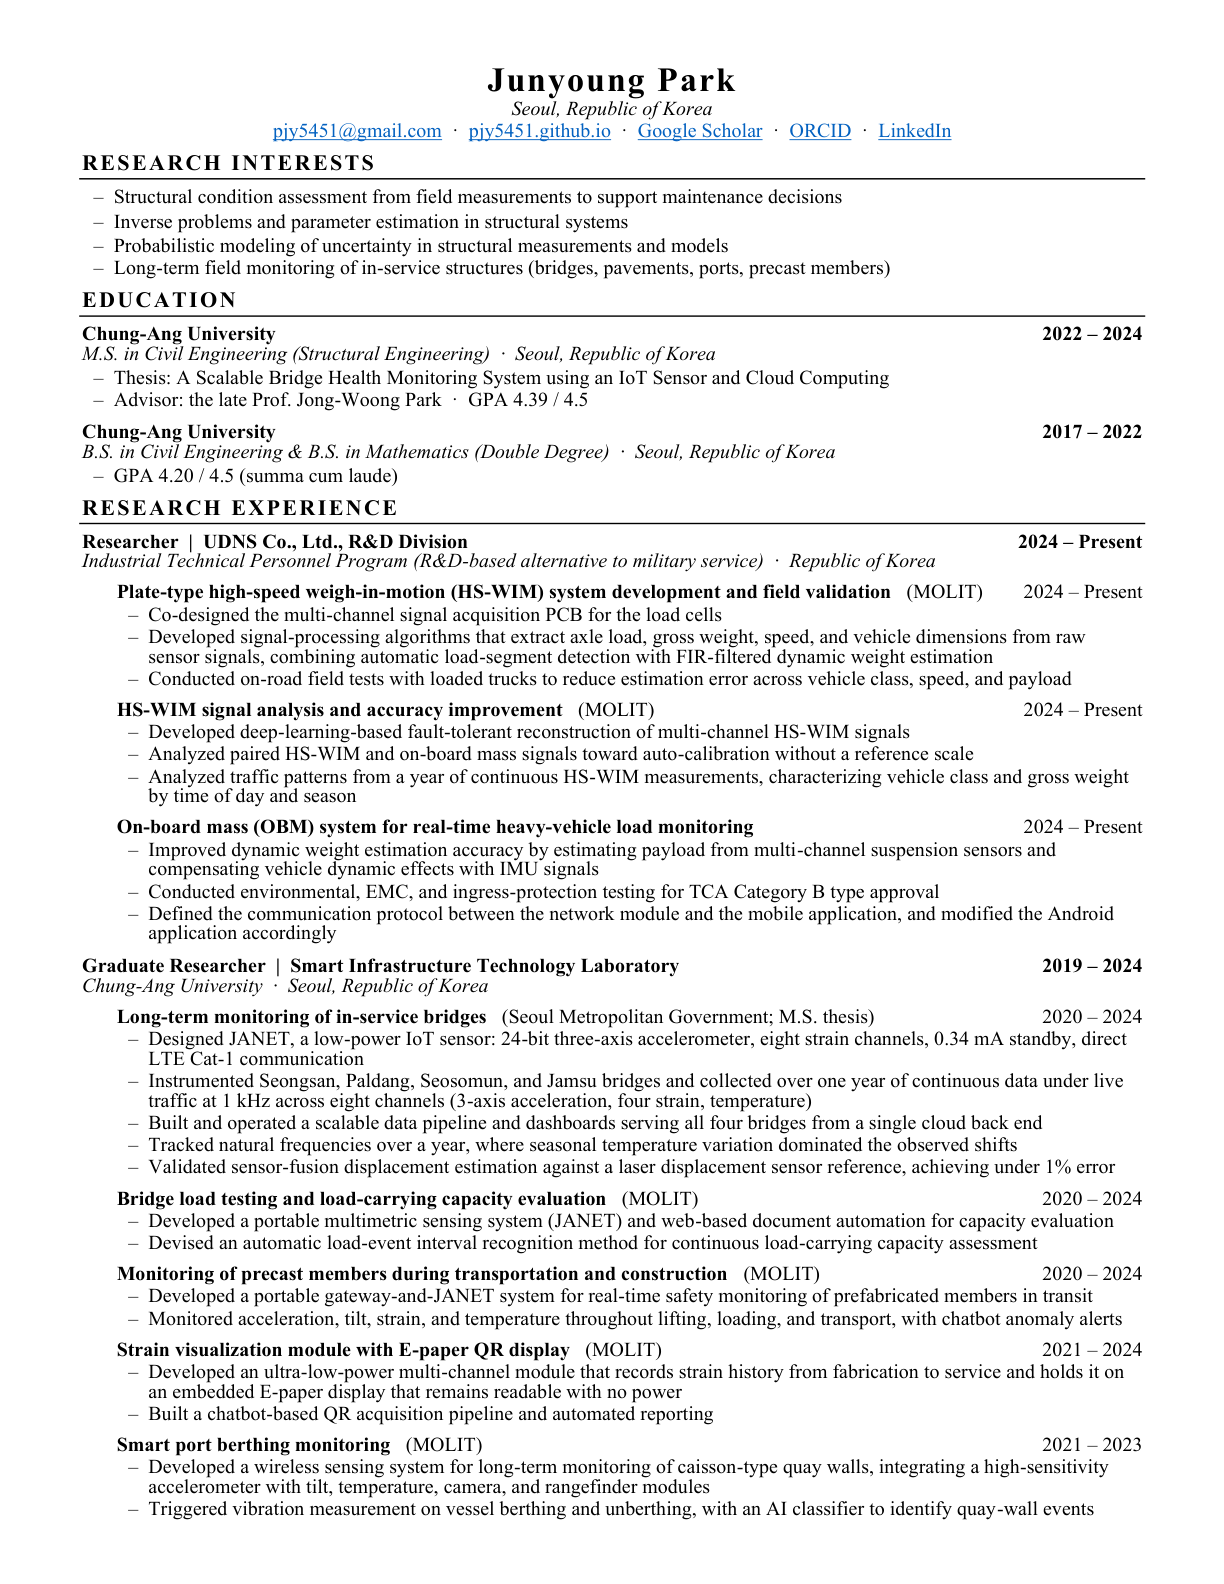 Junyoung Park
Seoul, Republic of Korea
pjy5451@gmail.com · pjy5451.github.io · Google Scholar · ORCID · LinkedIn
RESEARCH INTERESTS
– Structural condition assessment from field measurements to support maintenance decisions
– Inverse problems and parameter estimation in structural systems
– Probabilistic modeling of uncertainty in structural measurements and models
– Long-term field monitoring of in-service structures (bridges, pavements, ports, precast members)
EDUCATION
Chung-Ang University 2022 – 2024
M.S. in Civil Engineering (Structural Engineering) · Seoul, Republic of Korea
– Thesis: A Scalable Bridge Health Monitoring System using an IoT Sensor and Cloud Computing
– Advisor: the late Prof. Jong-Woong Park · GPA 4.39 / 4.5
Chung-Ang University 2017 – 2022
B.S. in Civil Engineering & B.S. in Mathematics (Double Degree) · Seoul, Republic of Korea
– GPA 4.20 / 4.5 (summa cum laude)
RESEARCH EXPERIENCE
Researcher | UDNS Co., Ltd., R&D Division 2024 – Present
Industrial Technical Personnel Program (R&D-based alternative to military service) · Republic of Korea
Plate-type high-speed weigh-in-motion (HS-WIM) system development and field validation (MOLIT) 2024 – Present
– Co-designed the multi-channel signal acquisition PCB for the load cells
– Developed signal-processing algorithms that extract axle load, gross weight, speed, and vehicle dimensions from raw
sensor signals, combining automatic load-segment detection with FIR-filtered dynamic weight estimation
– Conducted on-road field tests with loaded trucks to reduce estimation error across vehicle class, speed, and payload
HS-WIM signal analysis and accuracy improvement (MOLIT) 2024 – Present
– Developed deep-learning-based fault-tolerant reconstruction of multi-channel HS-WIM signals
– Analyzed paired HS-WIM and on-board mass signals toward auto-calibration without a reference scale
– Analyzed traffic patterns from a year of continuous HS-WIM measurements, characterizing vehicle class and gross weight
by time of day and season
On-board mass (OBM) system for real-time heavy-vehicle load monitoring 2024 – Present
– Improved dynamic weight estimation accuracy by estimating payload from multi-channel suspension sensors and
compensating vehicle dynamic effects with IMU signals
– Conducted environmental, EMC, and ingress-protection testing for TCA Category B type approval
– Defined the communication protocol between the network module and the mobile application, and modified the Android
application accordingly
Graduate Researcher | Smart Infrastructure Technology Laboratory 2019 – 2024
Chung-Ang University · Seoul, Republic of Korea
Long-term monitoring of in-service bridges (Seoul Metropolitan Government; M.S. thesis) 2020 – 2024
– Designed JANET, a low-power IoT sensor: 24-bit three-axis accelerometer, eight strain channels, 0.34 mA standby, direct
LTE Cat-1 communication
– Instrumented Seongsan, Paldang, Seosomun, and Jamsu bridges and collected over one year of continuous data under live
traffic at 1 kHz across eight channels (3-axis acceleration, four strain, temperature)
– Built and operated a scalable data pipeline and dashboards serving all four bridges from a single cloud back end
– Tracked natural frequencies over a year, where seasonal temperature variation dominated the observed shifts
– Validated sensor-fusion displacement estimation against a laser displacement sensor reference, achieving under 1% error
Bridge load testing and load-carrying capacity evaluation (MOLIT) 2020 – 2024
– Developed a portable multimetric sensing system (JANET) and web-based document automation for capacity evaluation
– Devised an automatic load-event interval recognition method for continuous load-carrying capacity assessment
Monitoring of precast members during transportation and construction (MOLIT) 2020 – 2024
– Developed a portable gateway-and-JANET system for real-time safety monitoring of prefabricated members in transit
– Monitored acceleration, tilt, strain, and temperature throughout lifting, loading, and transport, with chatbot anomaly alerts
Strain visualization module with E-paper QR display (MOLIT) 2021 – 2024
– Developed an ultra-low-power multi-channel module that records strain history from fabrication to service and holds it on
an embedded E-paper display that remains readable with no power
– Built a chatbot-based QR acquisition pipeline and automated reporting
Smart port berthing monitoring (MOLIT) 2021 – 2023
– Developed a wireless sensing system for long-term monitoring of caisson-type quay walls, integrating a high-sensitivity
accelerometer with tilt, temperature, camera, and rangefinder modules
– Triggered vibration measurement on vessel berthing and unberthing, with an AI classifier to identify quay-wall events